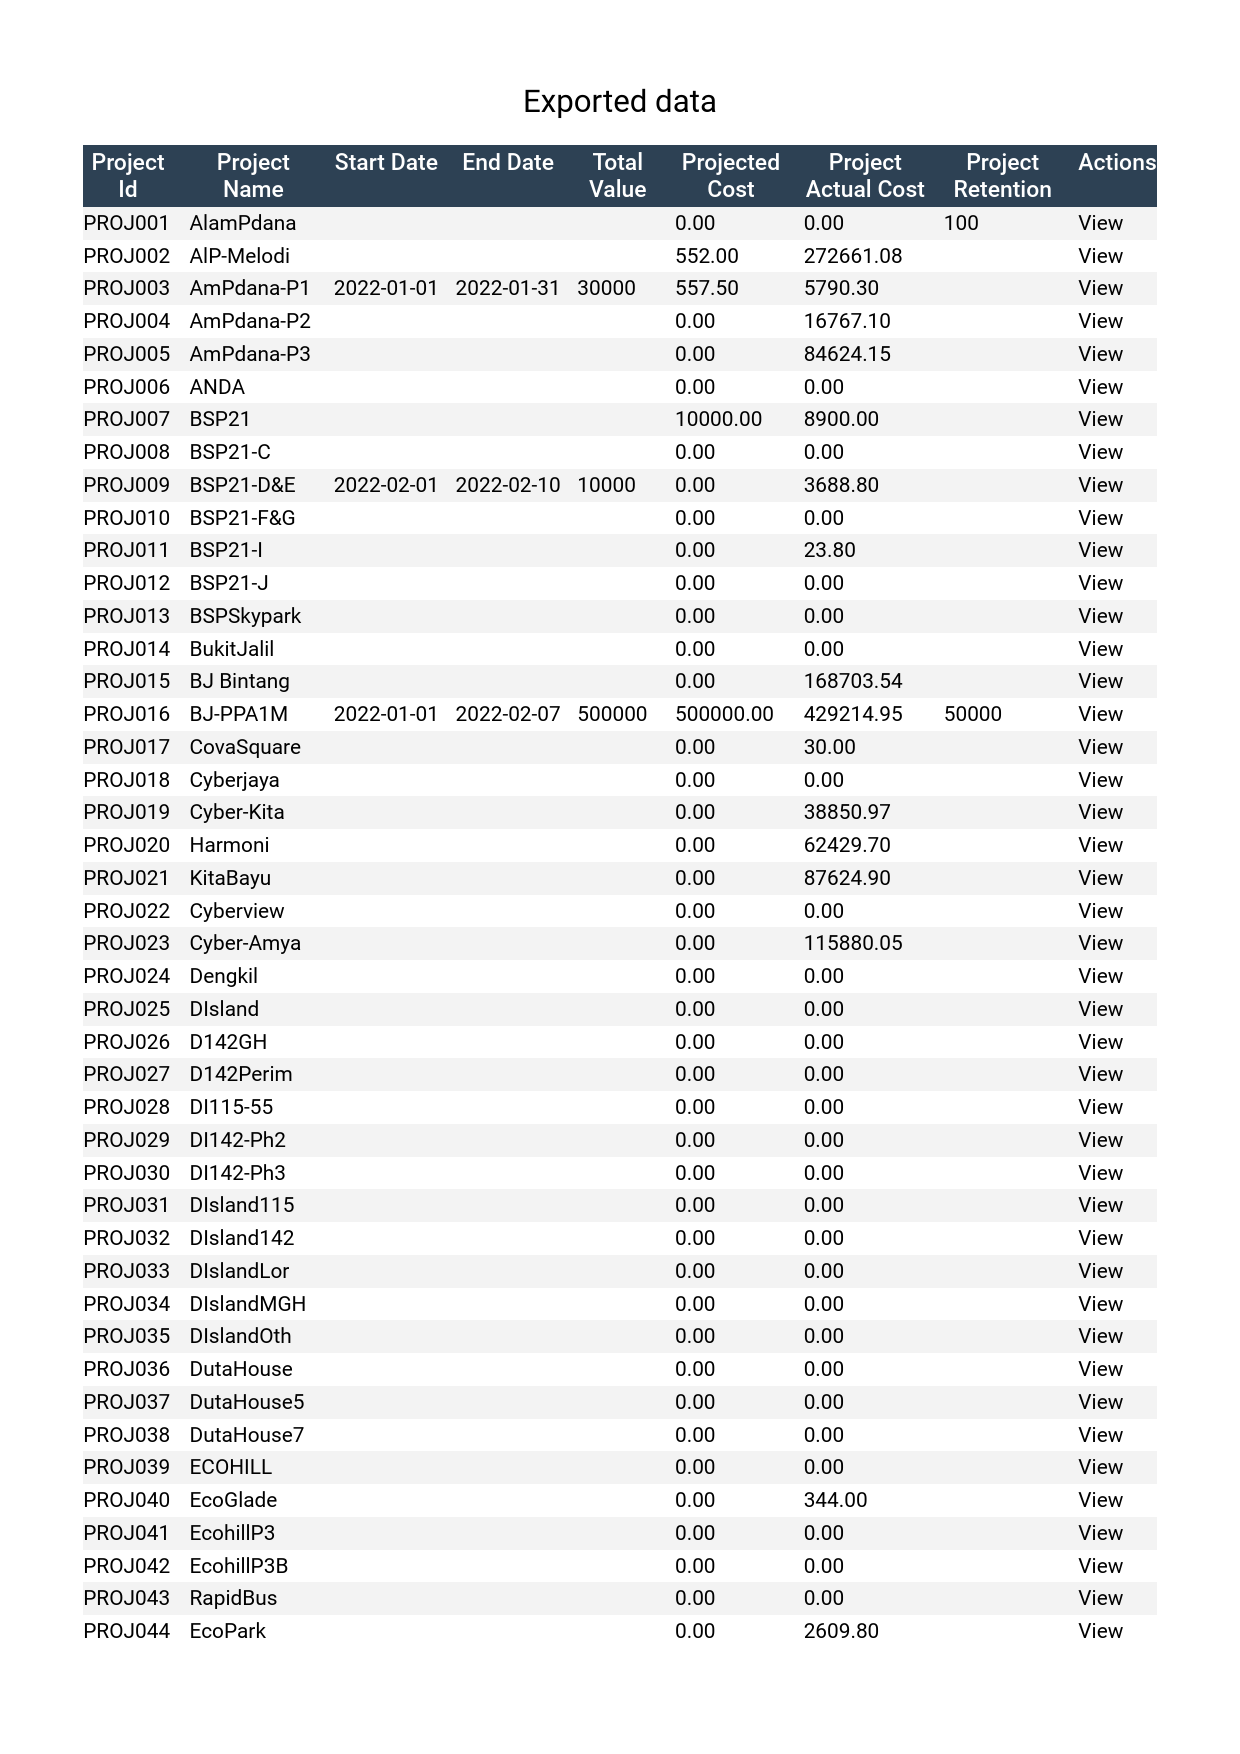 Exported data
Project Id Project Name Start Date End Date Total Value Projected Cost Project Actual Cost Project Retention Actions
PROJ001 AlamPdana 0.00 0.00 100 View
PROJ002 AlP-Melodi 552.00 272661.08 View
PROJ003 AmPdana-P1 2022-01-01 2022-01-31 30000 557.50 5790.30 View
PROJ004 AmPdana-P2 0.00 16767.10 View
PROJ005 AmPdana-P3 0.00 84624.15 View
PROJ006 ANDA 0.00 0.00 View
PROJ007 BSP21 10000.00 8900.00 View
PROJ008 BSP21-C 0.00 0.00 View
PROJ009 BSP21-D&E 2022-02-01 2022-02-10 10000 0.00 3688.80 View
PROJ010 BSP21-F&G 0.00 0.00 View
PROJ011 BSP21-I 0.00 23.80 View
PROJ012 BSP21-J 0.00 0.00 View
PROJ013 BSPSkypark 0.00 0.00 View
PROJ014 BukitJalil 0.00 0.00 View
PROJ015 BJ Bintang 0.00 168703.54 View
PROJ016 BJ-PPA1M 2022-01-01 2022-02-07 500000 500000.00 429214.95 50000 View
PROJ017 CovaSquare 0.00 30.00 View
PROJ018 Cyberjaya 0.00 0.00 View
PROJ019 Cyber-Kita 0.00 38850.97 View
PROJ020 Harmoni 0.00 62429.70 View
PROJ021 KitaBayu 0.00 87624.90 View
PROJ022 Cyberview 0.00 0.00 View
PROJ023 Cyber-Amya 0.00 115880.05 View
PROJ024 Dengkil 0.00 0.00 View
PROJ025 DIsland 0.00 0.00 View
PROJ026 D142GH 0.00 0.00 View
PROJ027 D142Perim 0.00 0.00 View
PROJ028 DI115-55 0.00 0.00 View
PROJ029 DI142-Ph2 0.00 0.00 View
PROJ030 DI142-Ph3 0.00 0.00 View
PROJ031 DIsland115 0.00 0.00 View
PROJ032 DIsland142 0.00 0.00 View
PROJ033 DIslandLor 0.00 0.00 View
PROJ034 DIslandMGH 0.00 0.00 View
PROJ035 DIslandOth 0.00 0.00 View
PROJ036 DutaHouse 0.00 0.00 View
PROJ037 DutaHouse5 0.00 0.00 View
PROJ038 DutaHouse7 0.00 0.00 View
PROJ039 ECOHILL 0.00 0.00 View
PROJ040 EcoGlade 0.00 344.00 View
PROJ041 EcohillP3 0.00 0.00 View
PROJ042 EcohillP3B 0.00 0.00 View
PROJ043 RapidBus 0.00 0.00 View
PROJ044 EcoPark 0.00 2609.80 View